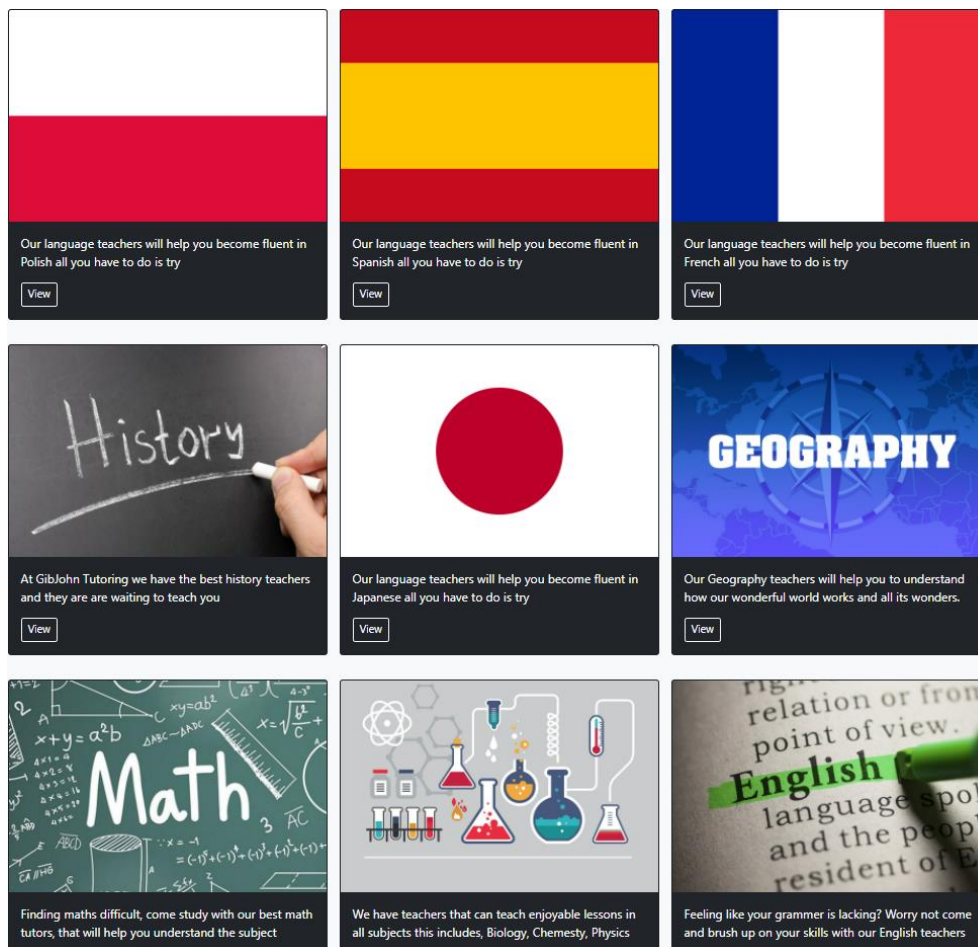 Our language teachers will help you become fluent in
Polish all you have to do is try
View
Our language teachers will help you become fluent in
Spanish all you have to do is try
View
Our language teachers will help you become fluent in
French all you have to do is try
View
History
At GibJohn Tutoring we have the best history teachers
and they are are waiting to teach you
View
Our language teachers will help you become fluent in
Japanese all you have to do is try
View
GEOGRAPHY
Our Geography teachers will help you to understand
how our wonderful world works and all its wonders.
View
Math
x+y=a²b
xy=ab²
ΔABC~ΔADC
A
C
3 AC
ABD
Finding maths difficult, come study with our best math
tutors, that will help you understand the subject
We have teachers that can teach enjoyable lessons in
all subjects this includes, Biology, Chemesty, Physics
relation or from
point of view.
English
language
and the
resident of E
Feeling like your grammer is lacking? Worry not come
and brush up on your skills with our English teachers